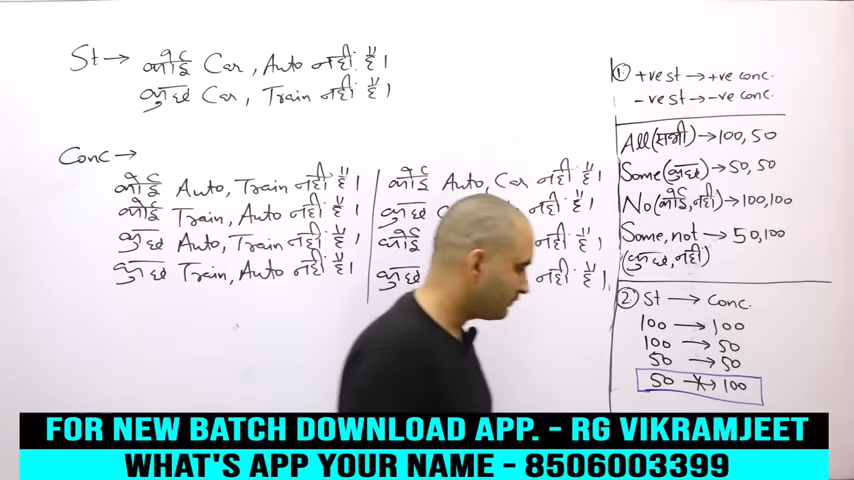 St → कोई Car, Auto नहीं है।
कुछ Car, Train नहीं है।
Conc →
कोई Auto, Train नहीं है।
कोई Train, Auto नहीं है।
कुछ Auto, Train नहीं है।
कुछ Train, Auto नहीं है।
कोई Auto, Car नहीं है।
कुछ नहीं है।
कोई नहीं है।
कुछ नहीं है।
① +ve st → +ve conc.
-ve st → -ve conc.
All (सभी) → 100, 50
Some (कुछ) → 50, 50
No (कोई, नहीं) → 100, 100
Some, not → 50, 100
(कुछ, नहीं)
② St → Conc.
100 → 100
100 → 50
50 → 50
50 → 100
FOR NEW BATCH DOWNLOAD APP. - RG VIKRAMJEET
WHAT'S APP YOUR NAME - 8506003399